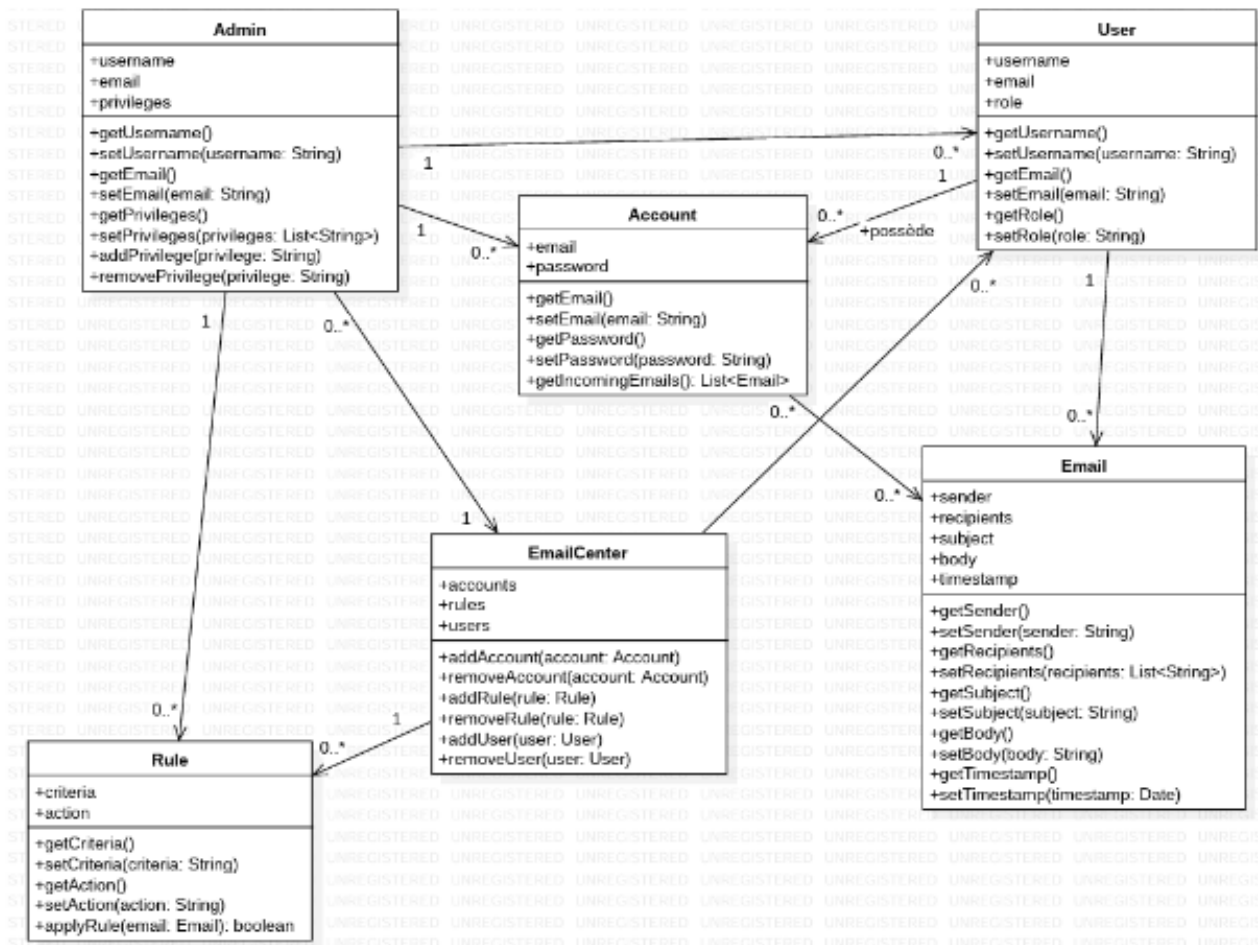 Admin
+username
+email
+privileges
+getUsername()
+setUsername(username: String)
+getEmail()
+setEmail(email: String)
+getPrivileges()
+setPrivileges(privileges: List<String>)
+addPrivilege(privilege: String)
+removePrivilege(privilege: String)
User
+username
+email
+role
+getUsername()
+setUsername(username: String)
+getEmail()
+setEmail(email: String)
+getRole()
+setRole(role: String)
1
0..*
1
0..*
+possède
1
0..*
Account
+email
+password
+getEmail()
+setEmail(email: String)
+getPassword()
+setPassword(password: String)
+getIncomingEmails(): List<Email>
1
0..*
0..*
1
0..*
0..*
0..*
1
Email
+sender
+recipients
+subject
+body
+timestamp
+getSender()
+setSender(sender: String)
+getRecipients()
+setRecipients(recipients: List<String>)
+getSubject()
+setSubject(subject: String)
+getBody()
+setBody(body: String)
+getTimestamp()
+setTimestamp(timestamp: Date)
EmailCenter
+accounts
+rules
+users
+addAccount(account: Account)
+removeAccount(account: Account)
+addRule(rule: Rule)
+removeRule(rule: Rule)
+addUser(user: User)
+removeUser(user: User)
0..*
1
0..*
Rule
+criteria
+action
+getCriteria()
+setCriteria(criteria: String)
+getAction()
+setAction(action: String)
+applyRule(email: Email): boolean
UNREGISTERED